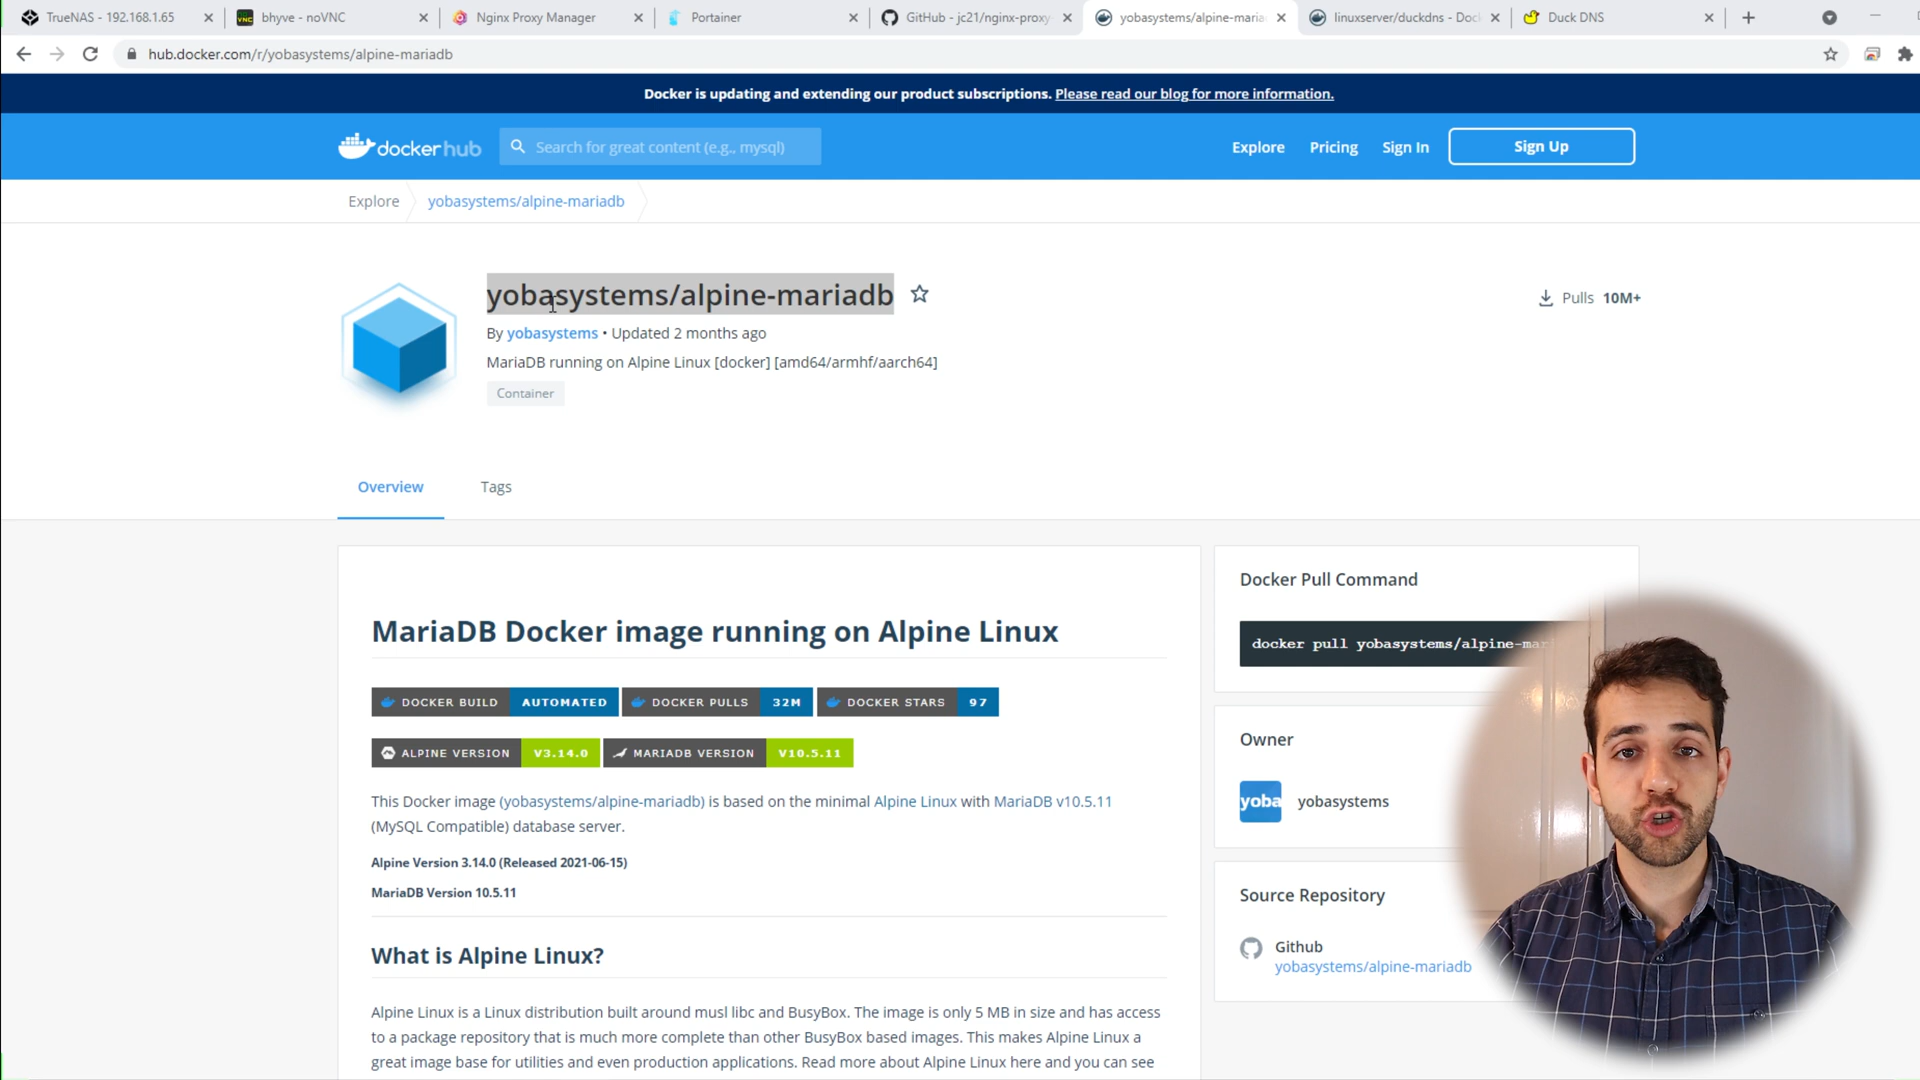 TrueNAS - 192.168.1.65
bhyve - noVNC
Nginx Proxy Manager
Portainer
GitHub - jc21/nginx-proxy
yobasystems/alpine-maria
linuxserver/duckdns - Doc
Duck DNS
hub.docker.com/r/yobasystems/alpine-mariadb
Docker is updating and extending our product subscriptions. Please read our blog for more information.
dockerhub
Search for great content (e.g., mysql)
Explore
Pricing
Sign In
Sign Up
Explore
yobasystems/alpine-mariadb
yobasystems/alpine-mariadb
Pulls 10M+
By yobasystems • Updated 2 months ago
MariaDB running on Alpine Linux [docker] [amd64/armhf/aarch64]
Container
Overview
Tags
MariaDB Docker image running on Alpine Linux
DOCKER BUILD AUTOMATED
DOCKER PULLS 32M
DOCKER STARS 97
ALPINE VERSION V3.14.0
MARIADB VERSION V10.5.11
This Docker image (yobasystems/alpine-mariadb) is based on the minimal Alpine Linux with MariaDB v10.5.11
(MySQL Compatible) database server.
Alpine Version 3.14.0 (Released 2021-06-15)
MariaDB Version 10.5.11
What is Alpine Linux?
Alpine Linux is a Linux distribution built around musl libc and BusyBox. The image is only 5 MB in size and has access
to a package repository that is much more complete than other BusyBox based images. This makes Alpine Linux a
great image base for utilities and even production applications. Read more about Alpine Linux here and you can see
Docker Pull Command
docker pull yobasystems/alpine-mar
Owner
yoba
yobasystems
Source Repository
Github
yobasystems/alpine-mariadb